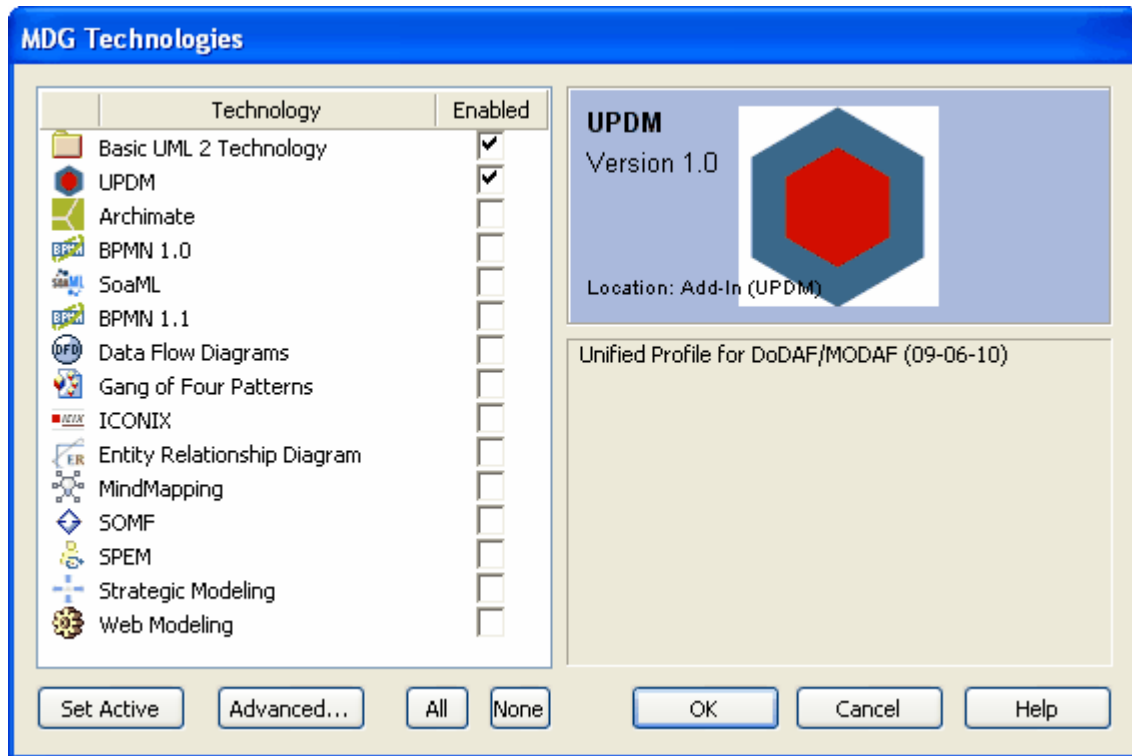 MDG Technologies
Technology Enabled
Basic UML 2 Technology
UPDM
Archimate
BPMN 1.0
SoaML
BPMN 1.1
Data Flow Diagrams
Gang of Four Patterns
ICONIX
Entity Relationship Diagram
MindMapping
SOMF
SPEM
Strategic Modeling
Web Modeling
UPDM
Version 1.0
Location: Add-In (UPDM)
Unified Profile for DoDAF/MODAF (09-06-10)
Set Active Advanced... All None OK Cancel Help